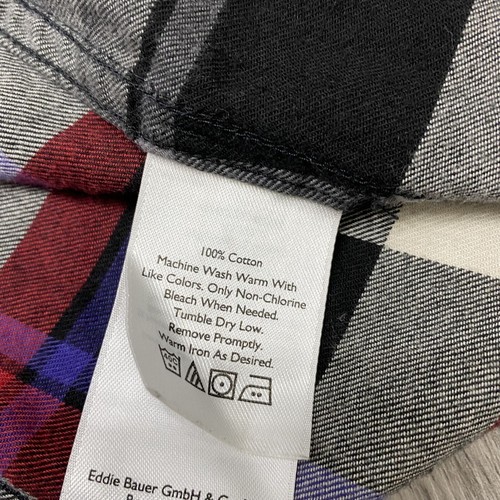 100% Cotton
Machine Wash Warm With
Like Colors. Only Non-Chlorine
Bleach When Needed.
Tumble Dry Low.
Remove Promptly.
Warm Iron As Desired.
Eddie Bauer GmbH &